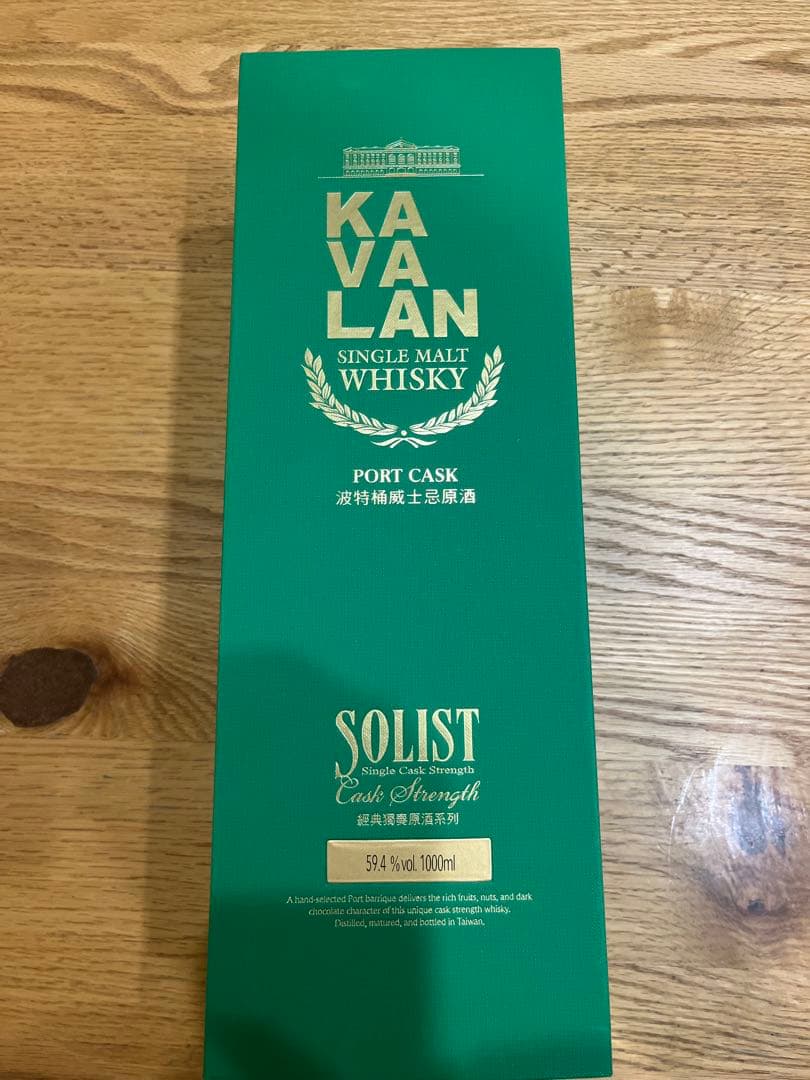 KA
VA
LAN
SINGLE MALT
WHISKY
PORT CASK
波特桶威士忌原酒
SOLIST
Single Cask Strength
Cask Strength
經典獨奏原酒系列
59.4 %vol. 1000ml
A hand-selected Port barrique delivers the rich fruits, nuts, and dark
chocolate character of this unique cask strength whisky.
Distilled, matured, and bottled in Taiwan.